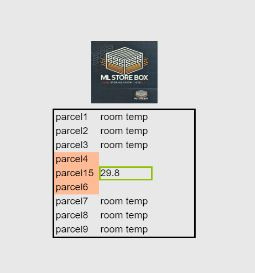 ML STORE BOX
parcel1 room temp
parcel2 room temp
parcel3 room temp
parcel4
parcel15 29.8
parcel6
parcel7 room temp
parcel8 room temp
parcel9 room temp